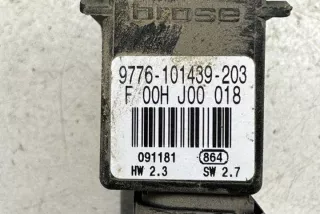 brose
9776-101439-203
F 00H J00 018
091181 864
HW 2.3 SW 2.7